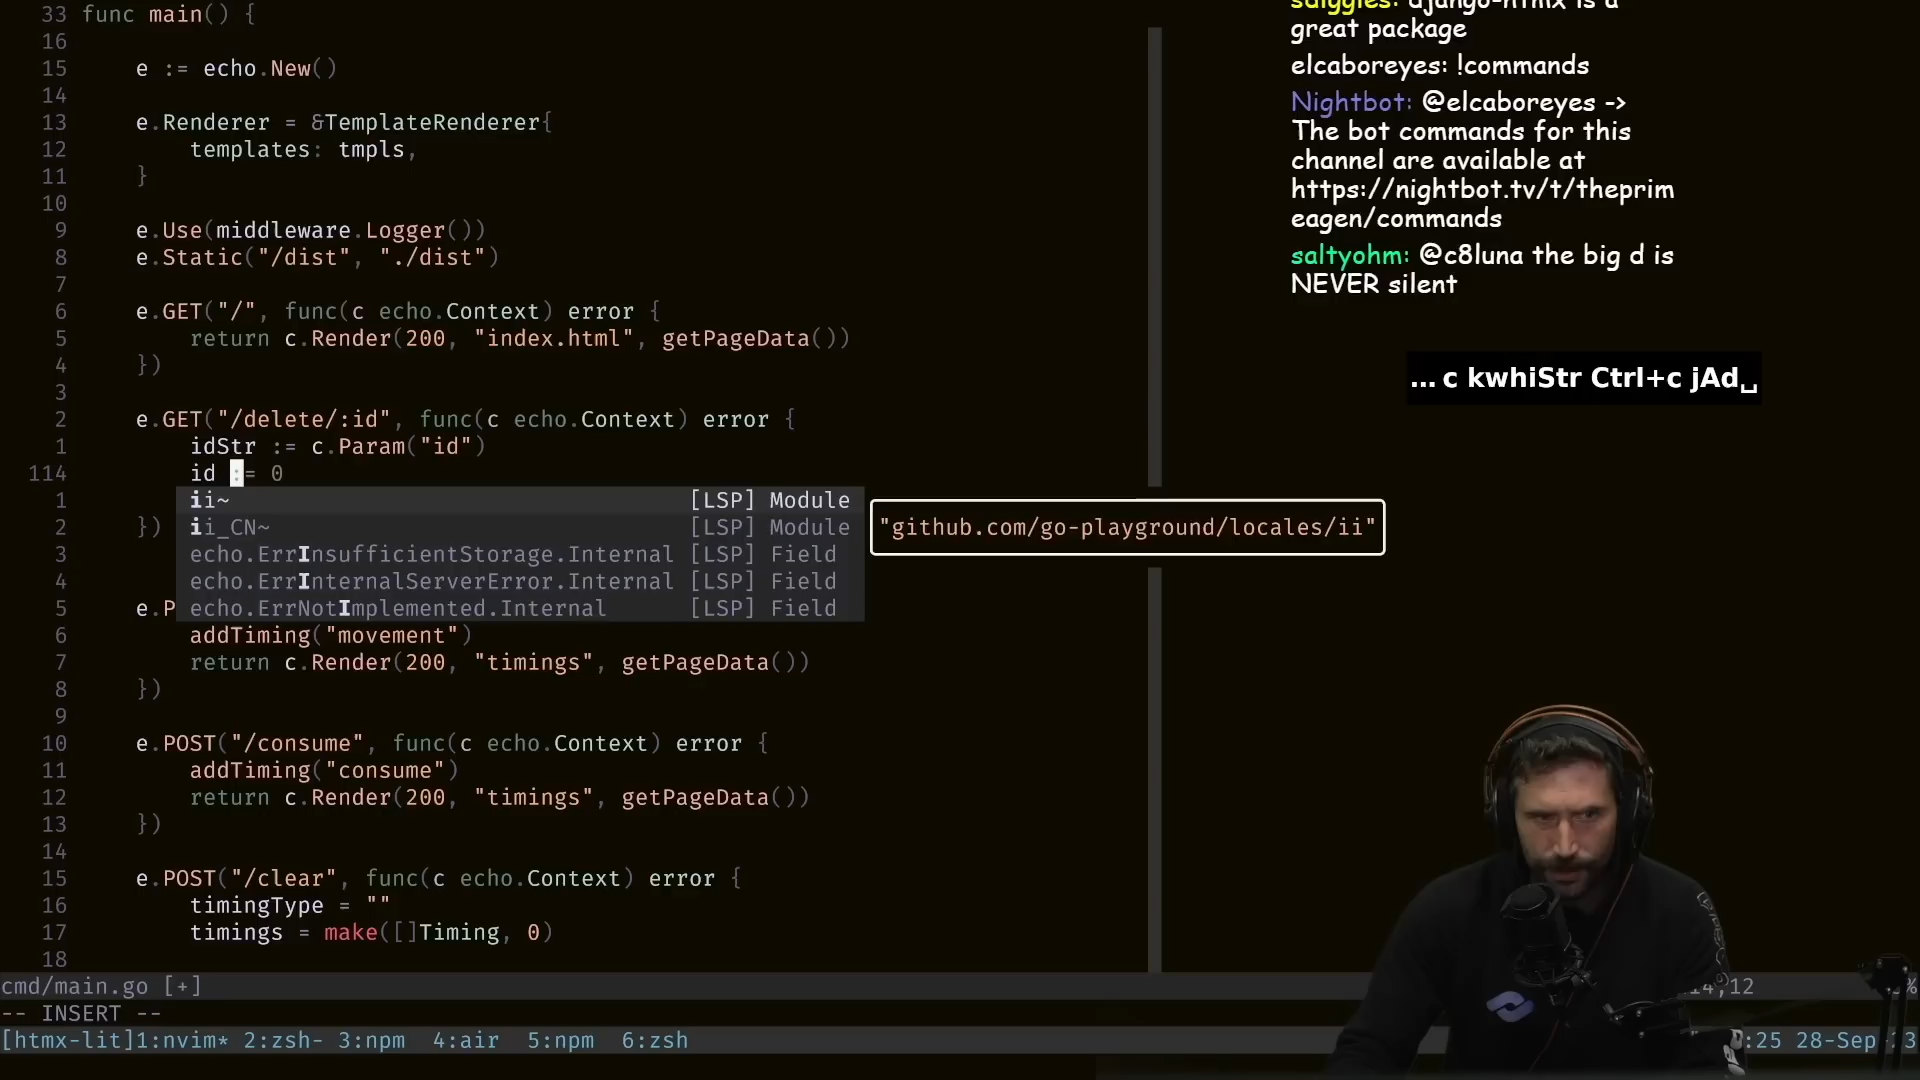 33 func main() {
16
15 e := echo.New()
14
13 e.Renderer = &TemplateRenderer{
12 templates: tmpls,
11 }
10
9 e.Use(middleware.Logger())
8 e.Static("/dist", "./dist")
7
6 e.GET("/", func(c echo.Context) error {
5 return c.Render(200, "index.html", getPageData())
4 })
3
2 e.GET("/delete/:id", func(c echo.Context) error {
1 idStr := c.Param("id")
114 id := 0
1 ii~ [LSP] Module
2 }) ii_CN~ [LSP] Module
3 echo.ErrInsufficientStorage.Internal [LSP] Field
4 echo.ErrInternalServerError.Internal [LSP] Field
5 e.P echo.ErrNotImplemented.Internal [LSP] Field
6 addTiming("movement")
7 return c.Render(200, "timings", getPageData())
8 })
9
10 e.POST("/consume", func(c echo.Context) error {
11 addTiming("consume")
12 return c.Render(200, "timings", getPageData())
13 })
14
15 e.POST("/clear", func(c echo.Context) error {
16 timingType = ""
17 timings = make([]Timing, 0)
18
"github.com/go-playground/locales/ii"
cmd/main.go [+]
-- INSERT --
[htmx-lit]1:nvim* 2:zsh- 3:npm 4:air 5:npm 6:zsh
:25 28-Sep
salggles: django-htmx is a
great package
elcaboreyes: !commands
Nightbot: @elcaboreyes ->
The bot commands for this
channel are available at
https://nightbot.tv/t/theprim
eagen/commands
saltyohm: @c8luna the big d is
NEVER silent
... c kwhiStr Ctrl+c jAd␣